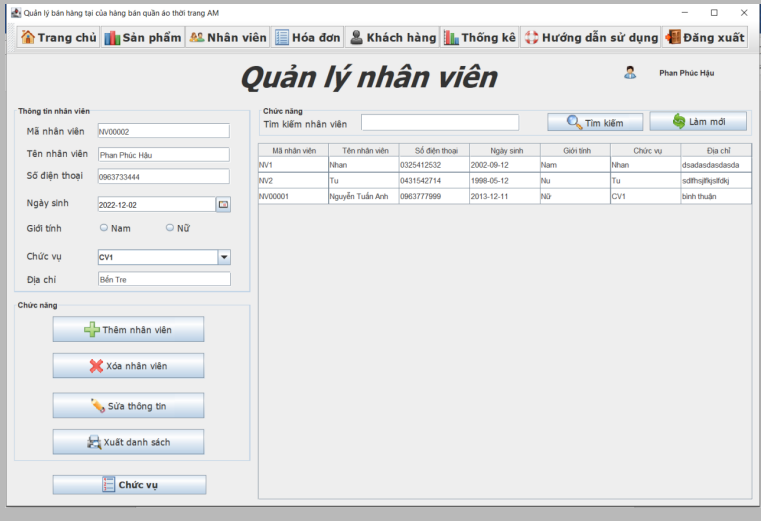 Quản lý bán hàng tại của hàng bán quần áo thời trang AM
Trang chủ Sản phẩm Nhân viên Hóa đơn Khách hàng Thống kê Hướng dẫn sử dụng Đăng xuất
Quản lý nhân viên
Phan Phúc Hậu
Thông tin nhân viên
Mã nhân viên NV00002
Tên nhân viên Phan Phúc Hậu
Số điện thoại 0963733444
Ngày sinh 2022-12-02
Giới tính Nam Nữ
Chức vụ CV1
Địa chỉ Bến Tre
Chức năng
Thêm nhân viên
Xóa nhân viên
Sửa thông tin
Xuất danh sách
Chức vụ
Chức năng
Tìm kiếm nhân viên Tìm kiếm Làm mới
Mã nhân viên Tên nhân viên Số điện thoại Ngày sinh Giới tính Chức vụ Địa chỉ
NV1 Nhan 0325412532 2002-09-12 Nam Nhan dsadasdasdasda
NV2 Tu 0431542714 1998-05-12 Nu Tu
NV00001 Nguyễn Tuấn Anh 0963777999 2013-12-11 Nữ CV1 bình thuận